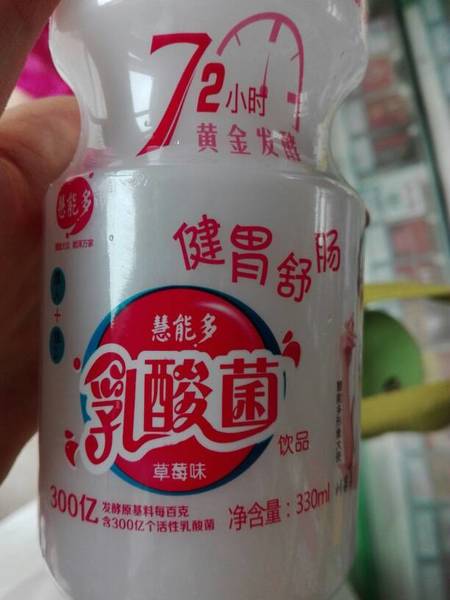 72小时
黄金发酵
慧能多
健胃舒肠
慧能多
乳酸菌
饮品
草莓味
300亿
发酵原基料每百克
含300亿个活性乳酸菌
净含量:330ml